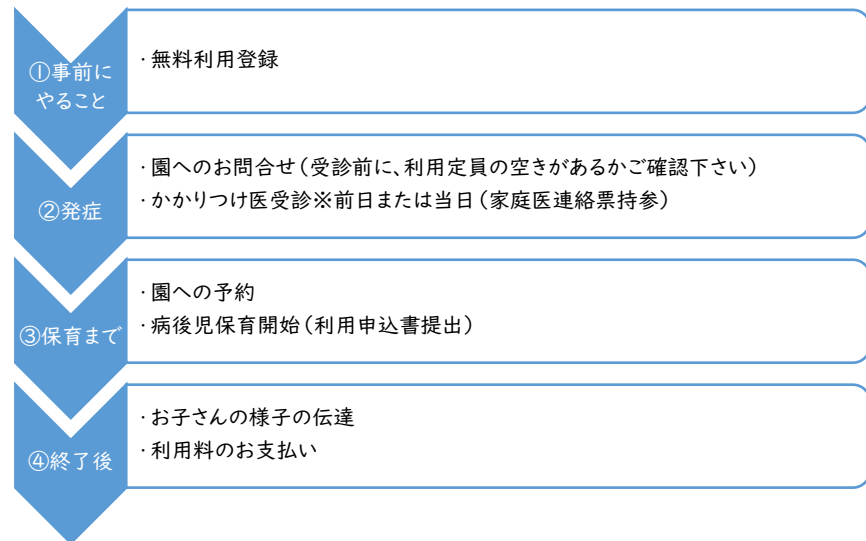 ①事前に
やること
・無料利用登録
②発症
・園へのお問合せ（受診前に、利用定員の空きがあるかご確認下さい）
・かかりつけ医受診※前日または当日（家庭医連絡票持参）
③保育まで
・園への予約
・病後児保育開始（利用申込書提出）
④終了後
・お子さんの様子の伝達
・利用料のお支払い